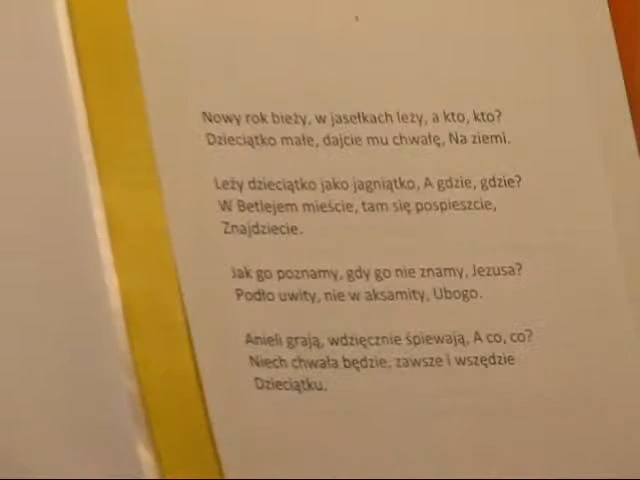 Nowy rok bieży, w jasełkach leży, a kto, kto?
Dzieciątko małe, dajcie mu chwałę, Na ziemi.
Leży dzieciątko jako jagniątko, A gdzie, gdzie?
W Betlejem mieście, tam się pospieszcie,
Znajdziecie.
Jak go poznamy, gdy go nie znamy, Jezusa?
Podło uwity, nie w aksamity, Ubogo.
Anieli grają, wdzięcznie śpiewają, A co, co?
Niech chwała będzie, zawsze i wszędzie
Dzieciątku.